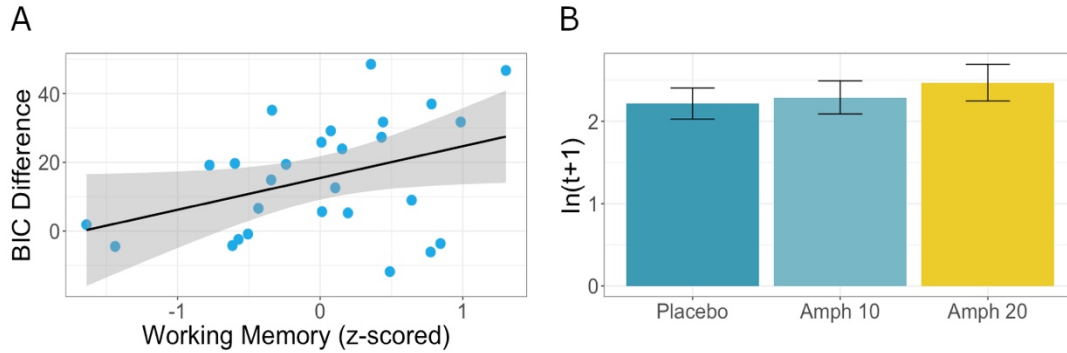 A
BIC Difference
40
20
0
-1
0
1
Working Memory (z-scored)
B
ln(t+1)
2
1
0
Placebo
Amph 10
Amph 20